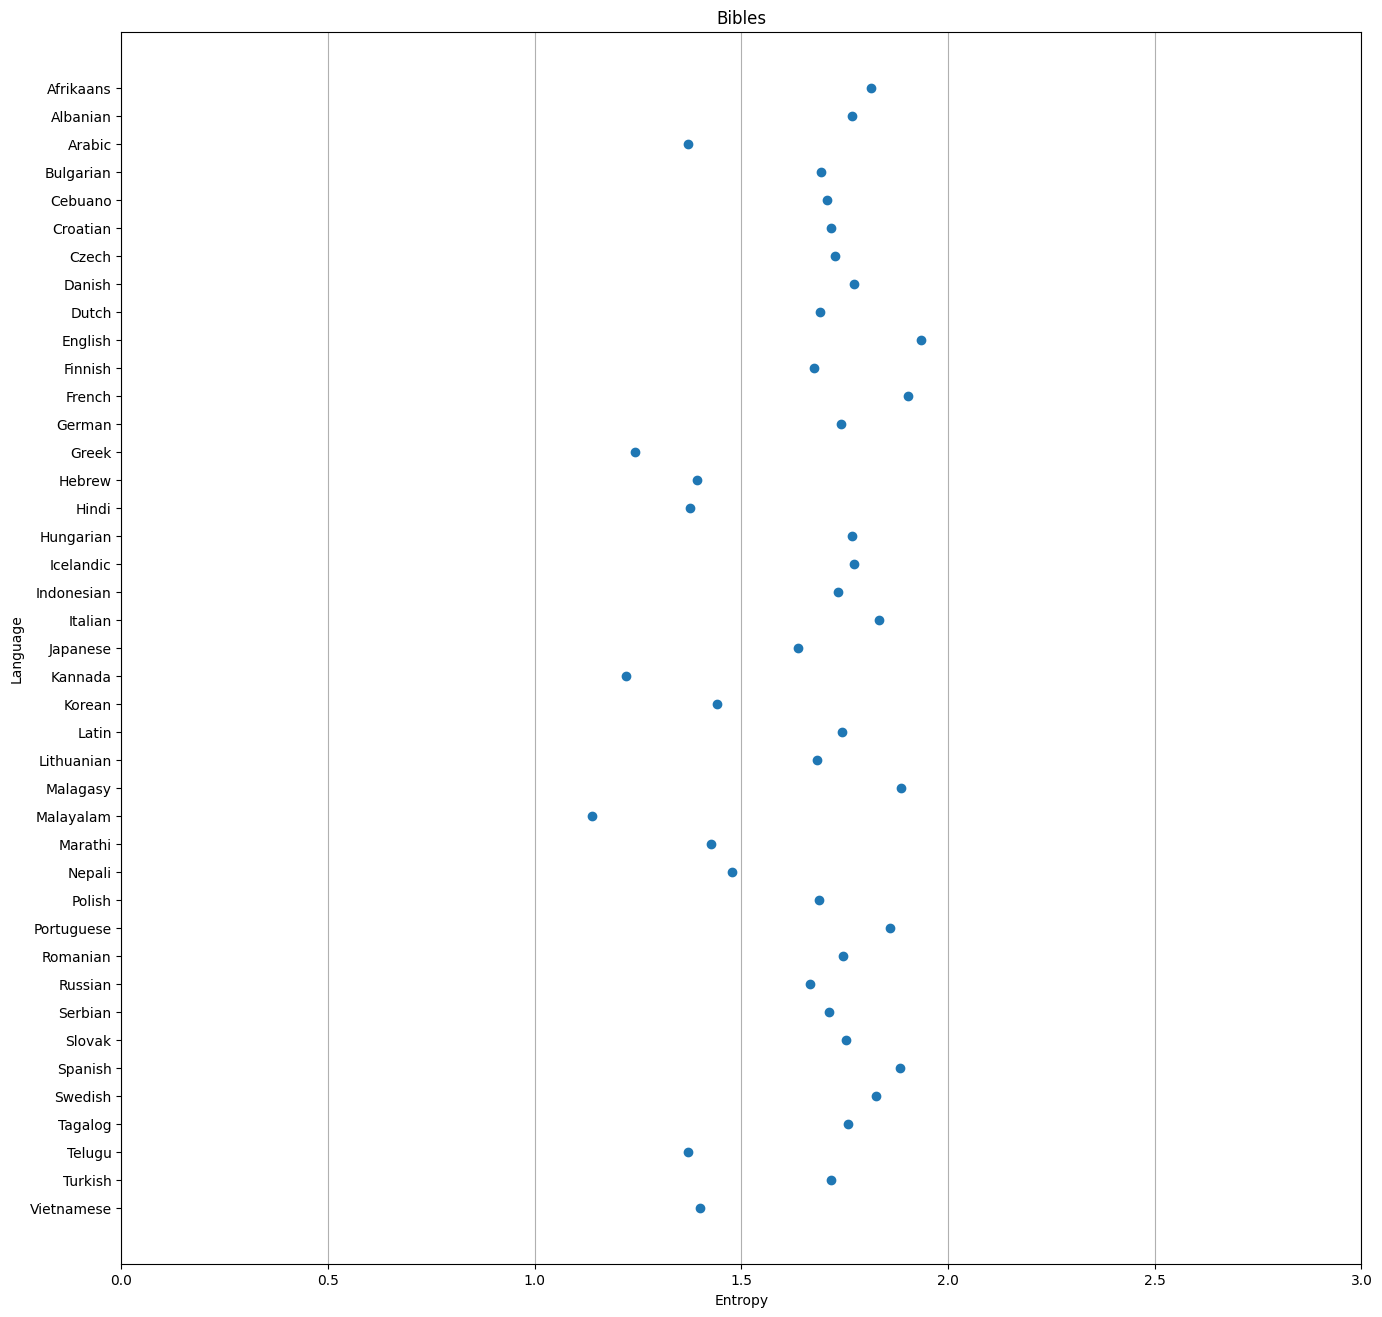 Bibles
Language
Afrikaans
Albanian
Arabic
Bulgarian
Cebuano
Croatian
Czech
Danish
Dutch
English
Finnish
French
German
Greek
Hebrew
Hindi
Hungarian
Icelandic
Indonesian
Italian
Japanese
Kannada
Korean
Latin
Lithuanian
Malagasy
Malayalam
Marathi
Nepali
Polish
Portuguese
Romanian
Russian
Serbian
Slovak
Spanish
Swedish
Tagalog
Telugu
Turkish
Vietnamese
0.0 0.5 1.0 1.5 2.0 2.5 3.0
Entropy